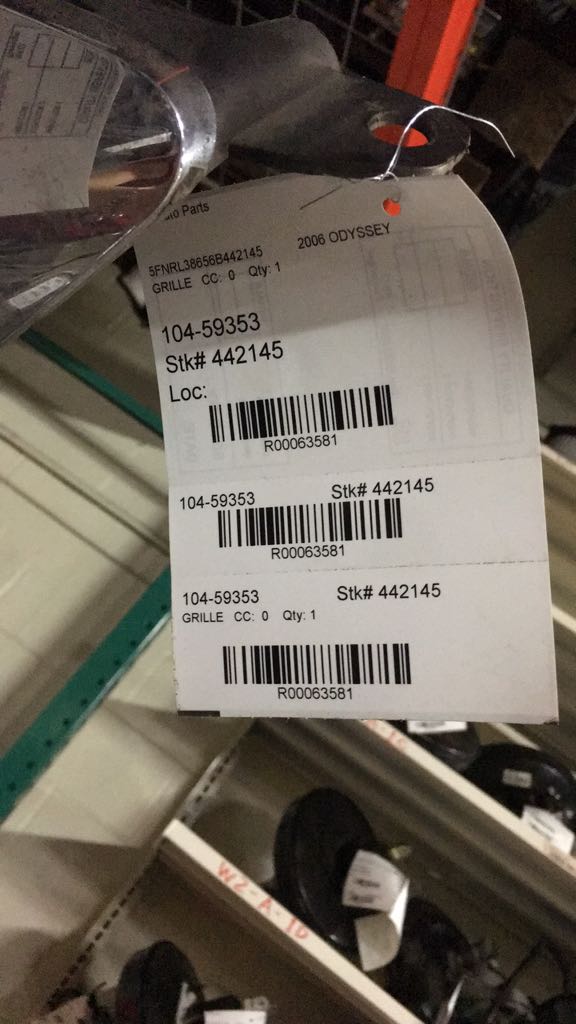 Parts
2006 ODYSSEY
5FNRL38656B442145
GRILLE CC: 0 Qty: 1
104-59353
Stk# 442145
Loc:
R00063581
104-59353 Stk# 442145
R00063581
104-59353 Stk# 442145
GRILLE CC: 0 Qty: 1
R00063581
W2-A-10